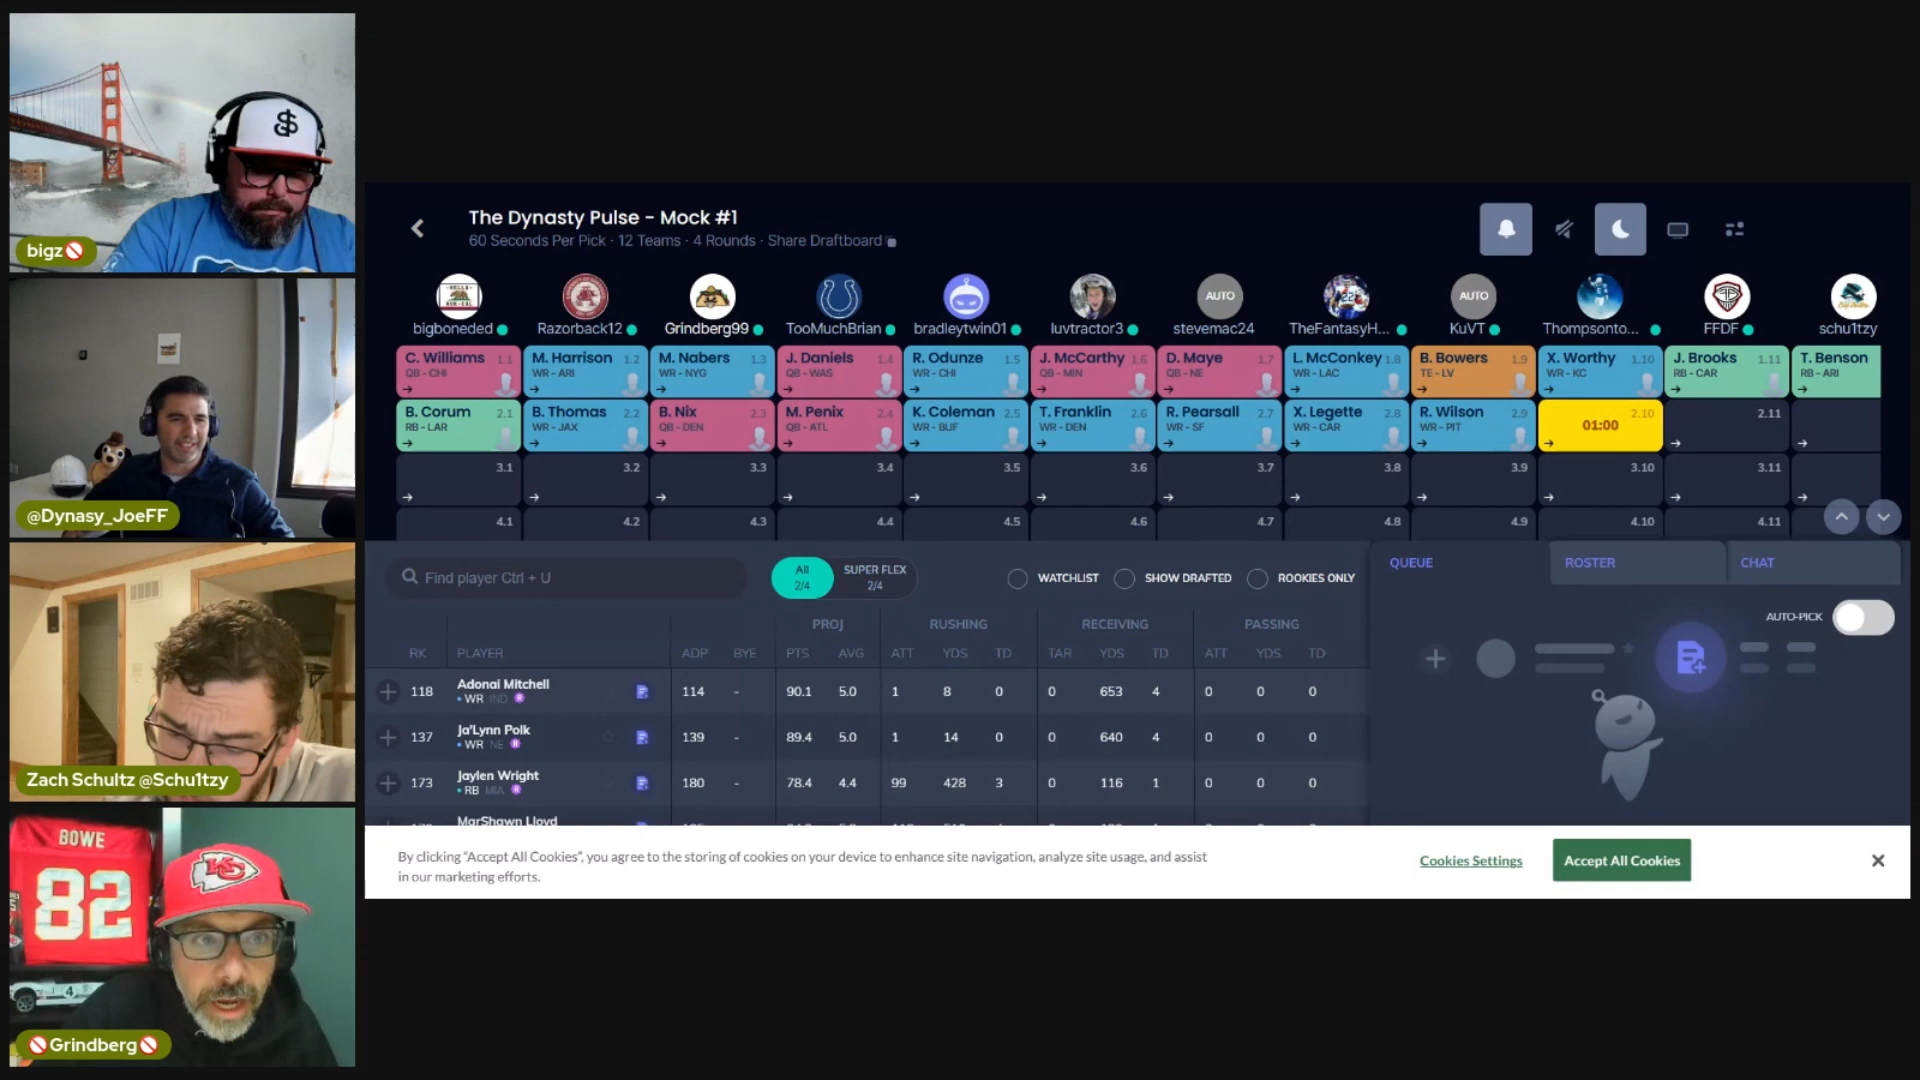 bigz
@Dynasy_JoeFF
Zach Schultz @Schu1tzy
BOWE
82
4
Grindberg
The Dynasty Pulse - Mock #1
60 Seconds Per Pick · 12 Teams · 4 Rounds · Share Draftboard
AUTO AUTO
bigboneded Razorback12 Grindberg99 TooMuchBrian bradleytwin01 luvtractor3 stevemac24 TheFantasyH... KuVT Thompsonto... FFDF schu1tzy
C. Williams 1.1 M. Harrison 1.2 M. Nabers 1.3 J. Daniels 1.4 R. Odunze 1.5 J. McCarthy 1.6 D. Maye 1.7 L. McConkey 1.8 B. Bowers 1.9 X. Worthy 1.10 J. Brooks 1.11 T. Benson
QB - CHI WR - ARI WR - NYG QB - WAS WR - CHI QB - MIN QB - NE WR - LAC TE - LV WR - KC RB - CAR RB - ARI
B. Corum 2.1 B. Thomas 2.2 B. Nix 2.3 M. Penix 2.4 K. Coleman 2.5 T. Franklin 2.6 R. Pearsall 2.7 X. Legette 2.8 R. Wilson 2.9 01:00 2.10 2.11
RB - LAR WR - JAX QB - DEN QB - ATL WR - BUF WR - DEN WR - SF WR - CAR WR - PIT
3.1 3.2 3.3 3.4 3.5 3.6 3.7 3.8 3.9 3.10 3.11
4.1 4.2 4.3 4.4 4.5 4.6 4.7 4.8 4.9 4.10 4.11
Find player Ctrl + U
All
2/4
SUPER FLEX
2/4
WATCHLIST SHOW DRAFTED ROOKIES ONLY
QUEUE ROSTER CHAT
AUTO-PICK
PROJ RUSHING RECEIVING PASSING
RK PLAYER ADP BYE PTS AVG ATT YDS TD TAR YDS TD ATT YDS TD
118 Adonai Mitchell 114 - 90.1 5.0 1 8 0 0 653 4 0 0 0
WR IND R
137 Ja'Lynn Polk 139 - 89.4 5.0 1 14 0 0 640 4 0 0 0
WR NE R
173 Jaylen Wright 180 - 78.4 4.4 99 428 3 0 116 1 0 0 0
RB MIA R
MarShawn Lloyd
By clicking “Accept All Cookies”, you agree to the storing of cookies on your device to enhance site navigation, analyze site usage, and assist
in our marketing efforts.
Cookies Settings
Accept All Cookies